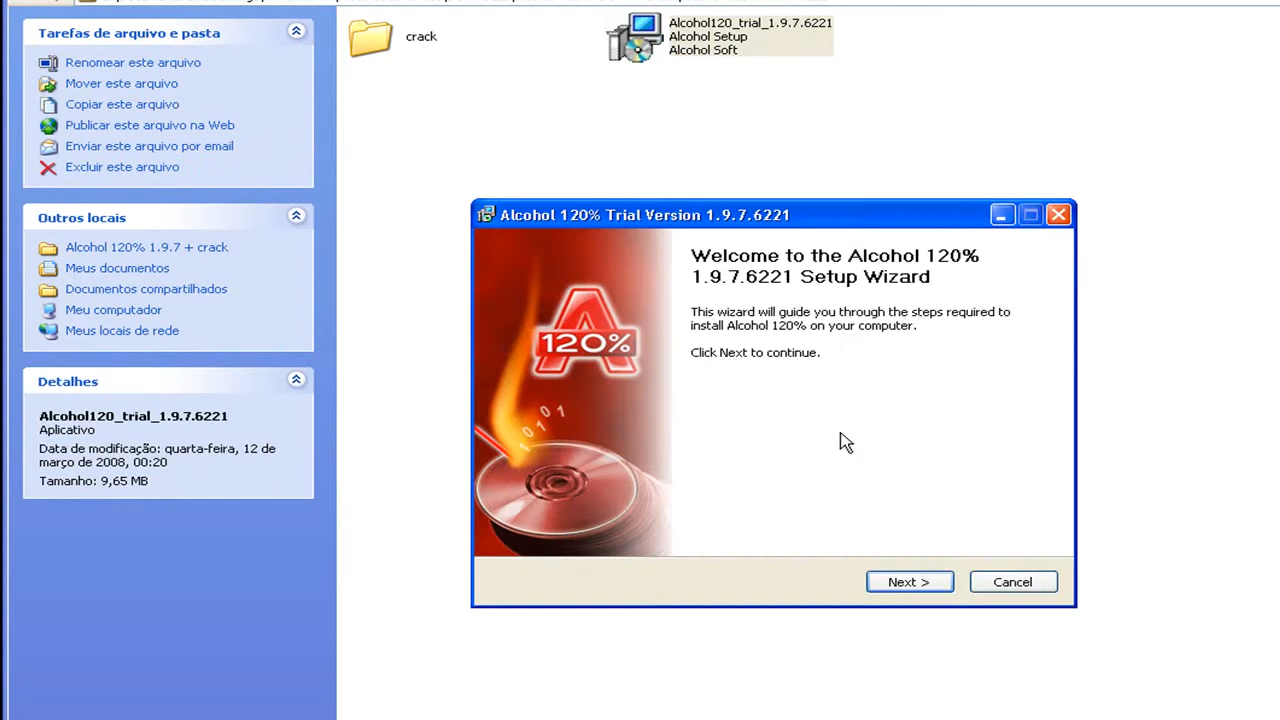 Tarefas de arquivo e pasta
Renomear este arquivo
Mover este arquivo
Copiar este arquivo
Publicar este arquivo na Web
Enviar este arquivo por email
Excluir este arquivo
Outros locais
Alcohol 120% 1.9.7 + crack
Meus documentos
Documentos compartilhados
Meu computador
Meus locais de rede
Detalhes
Alcohol120_trial_1.9.7.6221
Aplicativo
Data de modificação: quarta-feira, 12 de
março de 2008, 00:20
Tamanho: 9,65 MB
crack
Alcohol120_trial_1.9.7.6221
Alcohol Setup
Alcohol Soft
Alcohol 120% Trial Version 1.9.7.6221
A
120%
Welcome to the Alcohol 120%
1.9.7.6221 Setup Wizard
This wizard will guide you through the steps required to
install Alcohol 120% on your computer.
Click Next to continue.
Next >
Cancel